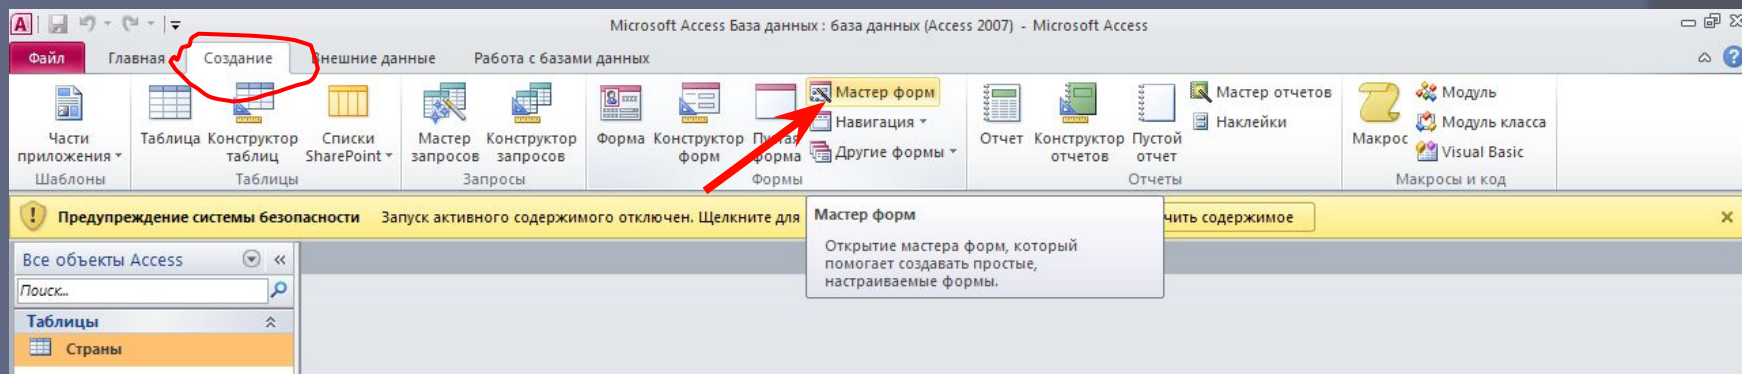 Microsoft Access База данных : база данных (Access 2007) - Microsoft Access
Файл Главная Создание Внешние данные Работа с базами данных
Части приложения
Шаблоны
Таблица
Конструктор таблиц
Списки SharePoint
Таблицы
Мастер запросов
Конструктор запросов
Запросы
Форма
Конструктор форм
Пустая форма
Мастер форм
Навигация
Другие формы
Формы
Отчет
Конструктор отчетов
Пустой отчет
Мастер отчетов
Наклейки
Отчеты
Макрос
Модуль
Модуль класса
Visual Basic
Макросы и код
Предупреждение системы безопасности Запуск активного содержимого отключен. Щелкните для
чить содержимое
Мастер форм
Открытие мастера форм, который
помогает создавать простые,
настраиваемые формы.
Все объекты Access
Поиск...
Таблицы
Страны